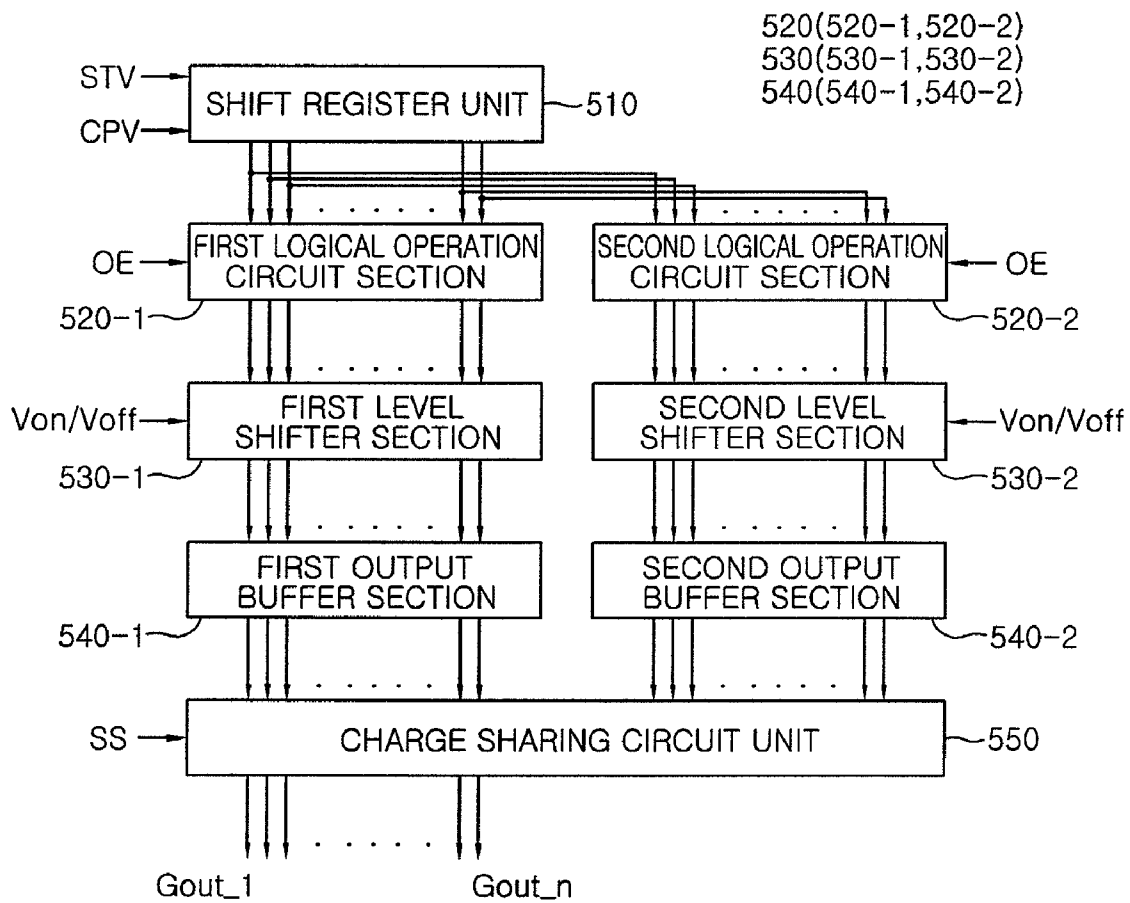 520(520-1,520-2)
530(530-1,530-2)
540(540-1,540-2)
STV
SHIFT REGISTER UNIT
510
CPV
OE
FIRST LOGICAL OPERATION
CIRCUIT SECTION
520-1
SECOND LOGICAL OPERATION
CIRCUIT SECTION
OE
520-2
Von/Voff
FIRST LEVEL
SHIFTER SECTION
530-1
SECOND LEVEL
SHIFTER SECTION
Von/Voff
530-2
FIRST OUTPUT
BUFFER SECTION
540-1
SECOND OUTPUT
BUFFER SECTION
540-2
SS
CHARGE SHARING CIRCUIT UNIT
550
Gout_1
Gout_n